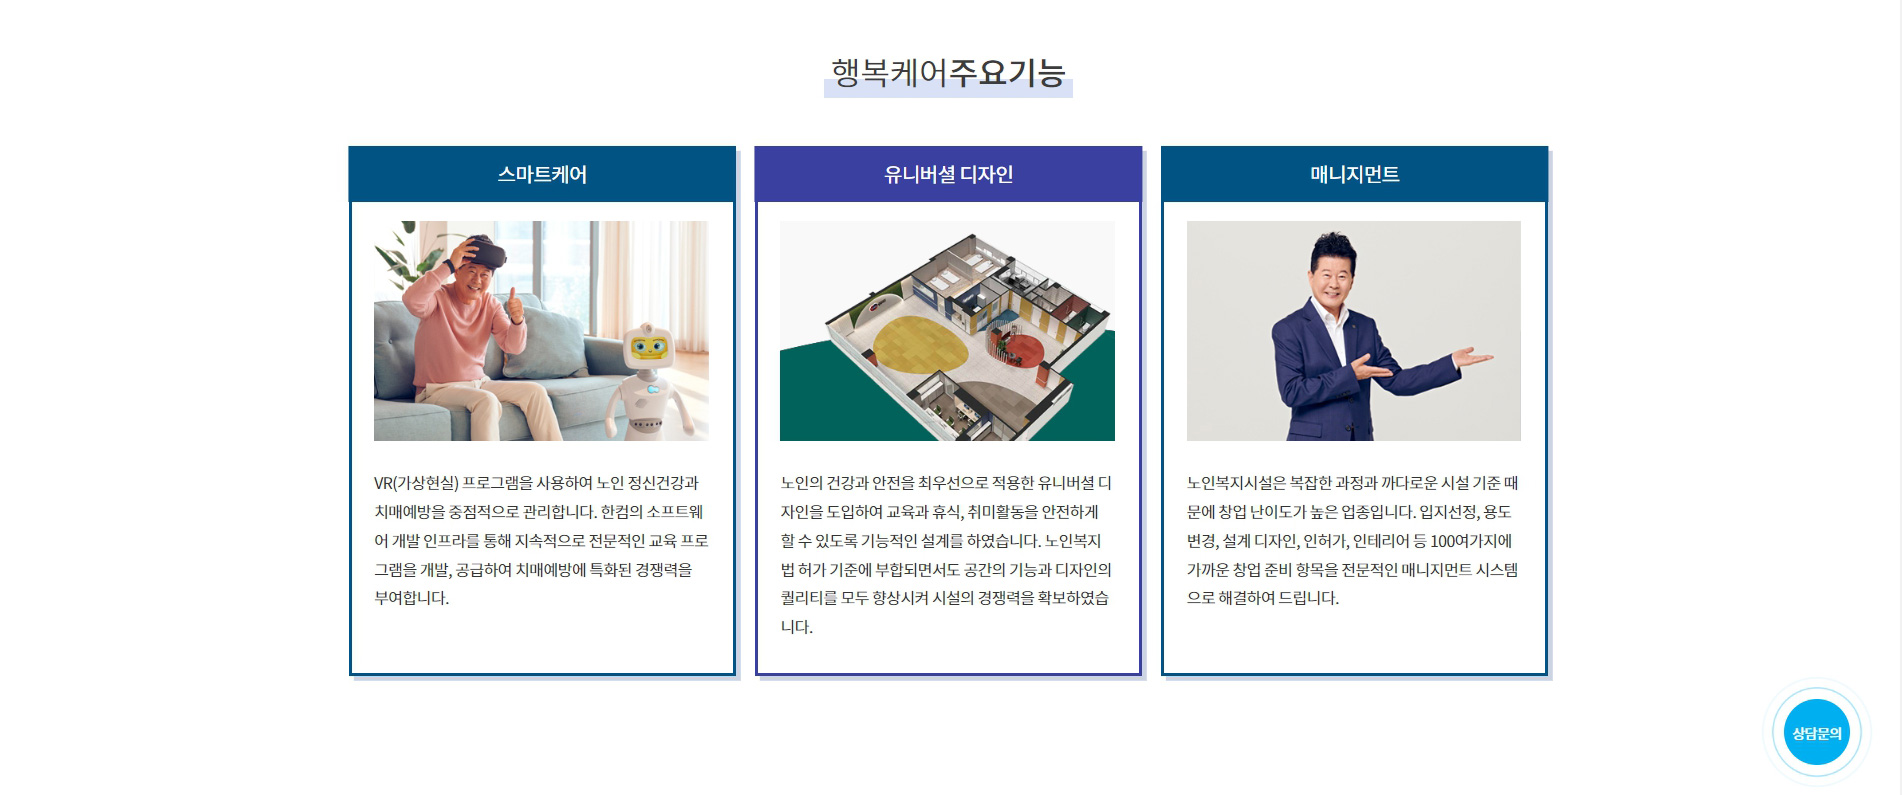 행복케어주요기능
스마트케어
VR(가상현실) 프로그램을 사용하여 노인 정신건강과
치매예방을 중점적으로 관리합니다. 한컴의 소프트웨
어 개발 인프라를 통해 지속적으로 전문적인 교육 프로
그램을 개발, 공급하여 치매예방에 특화된 경쟁력을
부여합니다.
유니버셜 디자인
노인의 건강과 안전을 최우선으로 적용한 유니버셜 디
자인을 도입하여 교육과 휴식, 취미활동을 안전하게
할 수 있도록 기능적인 설계를 하였습니다. 노인복지
법 허가 기준에 부합되면서도 공간의 기능과 디자인의
퀄리티를 모두 향상시켜 시설의 경쟁력을 확보하였습
니다.
매니지먼트
노인복지시설은 복잡한 과정과 까다로운 시설 기준 때
문에 창업 난이도가 높은 업종입니다. 입지선정, 용도
변경, 설계 디자인, 인허가, 인테리어 등 100여가지에
가까운 창업 준비 항목을 전문적인 매니지먼트 시스템
으로 해결하여 드립니다.
상담문의